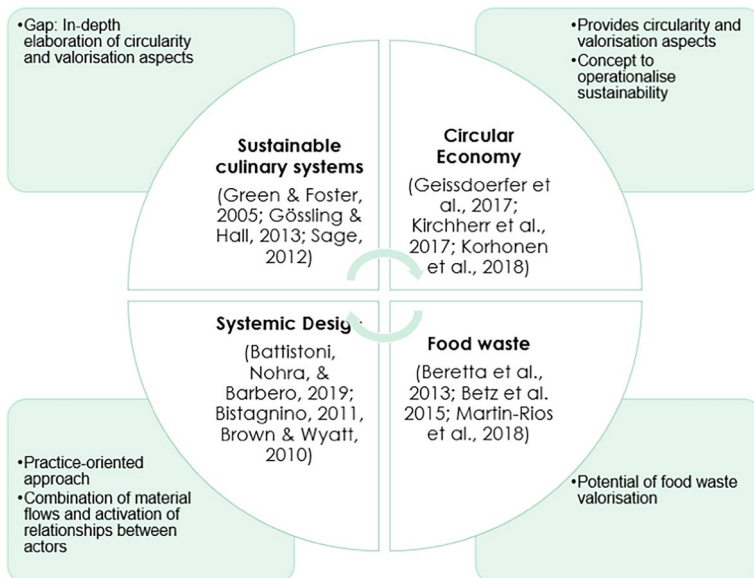 •Gap: In-depth
elaboration of circularity
and valorisation aspects
•Provides circularity and
valorisation aspects
•Concept to
operationalise
sustainability
Sustainable
culinary systems
(Green & Foster,
2005; Gössling &
Hall, 2013; Sage,
2012)
Circular
Economy
(Geissdoerfer et
al., 2017;
Kirchherr et al.,
2017; Korhonen
et al., 2018)
Systemic Design
(Battistoni,
Nohra, &
Barbero, 2019;
Bistagnino, 2011,
Brown & Wyatt,
2010)
Food waste
(Beretta et al.,
2013; Betz et al.
2015; Martin-Rios
et al., 2018)
•Practice-oriented
approach
•Combination of material
flows and activation of
relationships between
actors
•Potential of food waste
valorisation